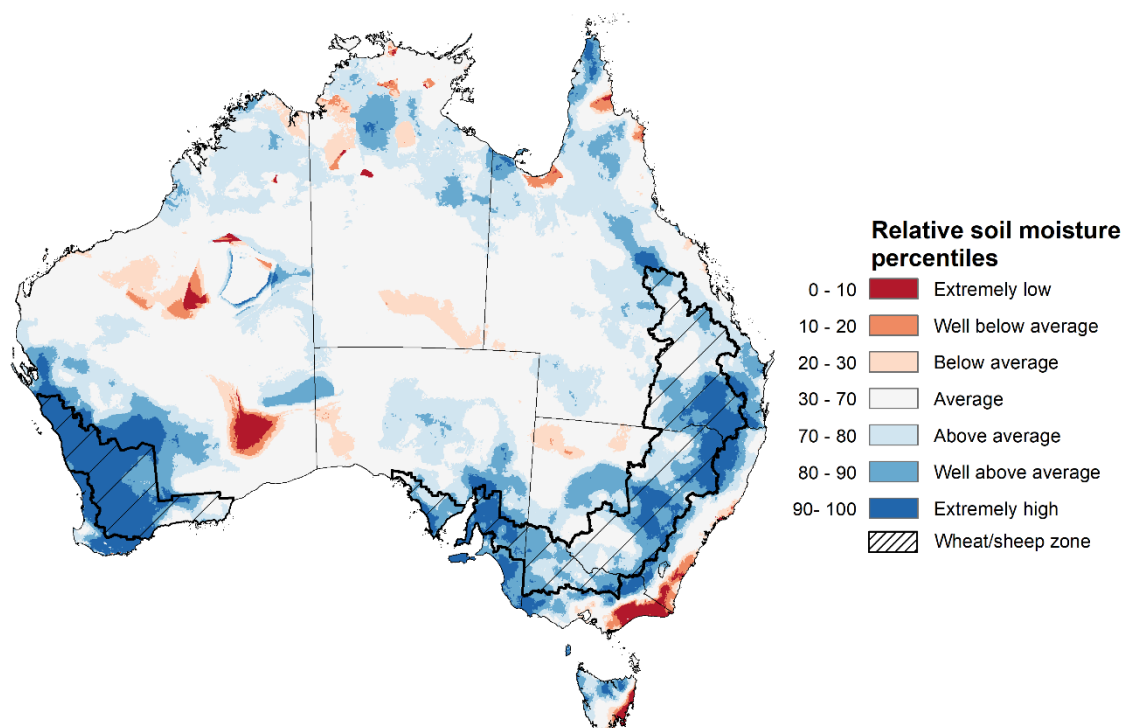 Relative soil moisture
percentiles
0 - 10 Extremely low
10 - 20 Well below average
20 - 30 Below average
30 - 70 Average
70 - 80 Above average
80 - 90 Well above average
90- 100 Extremely high
Wheat/sheep zone